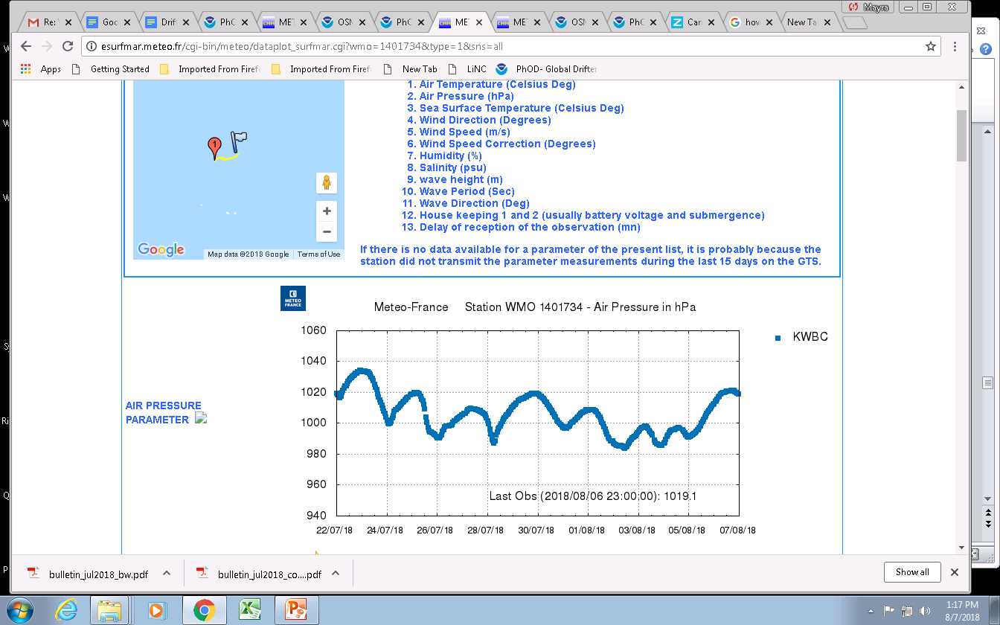 Mayra
Re:
Goo
Drif
PhC
MET
OSN
PhC
ME
MET
OSN
PhC
Can
how
New Ta
esurfmar.meteo.fr/cgi-bin/meteo/dataplot_surfmar.cgi?wmo=1401734&type=1&sns=all
Apps
Getting Started
Imported From Firef
Imported From Firef
New Tab
LiNC
PhOD- Global Drifter
1. Air Temperature (Celsius Deg)
2. Air Pressure (hPa)
3. Sea Surface Temperature (Celsius Deg)
4. Wind Direction (Degrees)
5. Wind Speed (m/s)
6. Wind Speed Correction (Degrees)
7. Humidity (%)
8. Salinity (psu)
9. wave height (m)
10. Wave Period (Sec)
11. Wave Direction (Deg)
12. House keeping 1 and 2 (usually battery voltage and submergence)
13. Delay of reception of the observation (mn)
If there is no data available for a parameter of the present list, it is probably because the
station did not transmit the parameter measurements during the last 15 days on the GTS.
1
Google
Map data ©2018 Google
Terms of Use
METEO
FRANCE
Meteo-France Station WMO 1401734 - Air Pressure in hPa
KWBC
AIR PRESSURE
PARAMETER
1060
1040
1020
1000
980
960
940
Last Obs (2018/08/06 23:00:00): 1019.1
22/07/18
24/07/18
26/07/18
28/07/18
30/07/18
01/08/18
03/08/18
05/08/18
07/08/18
bulletin_jul2018_bw.pdf
bulletin_jul2018_co....pdf
Show all
1:17 PM
8/7/2018